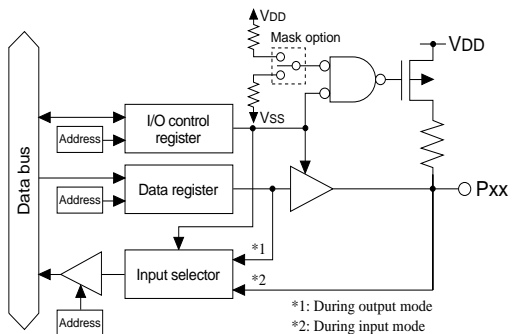 VDD
Mask option
VDD
VSS
I/O control
register
Address
Data bus
Data register
Address
Pxx
*1
Input selector
*2
Address
*1: During output mode
*2: During input mode